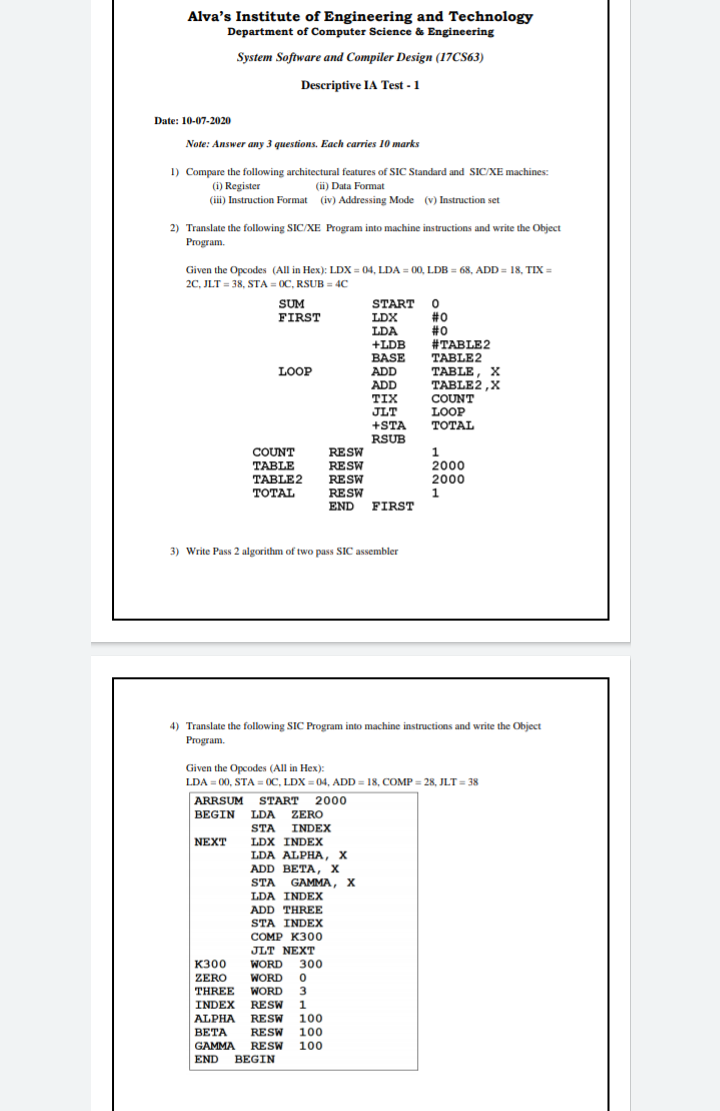 Alva's Institute of Engineering and Technology
Department of Computer Science & Engineering
System Software and Compiler Design (17CS63)
Descriptive IA Test - 1
Date: 10-07-2020
Note: Answer any 3 questions. Each carries 10 marks
1) Compare the following architectural features of SIC Standard and SIC/XE machines:
(i) Register (ii) Data Format
(iii) Instruction Format (iv) Addressing Mode (v) Instruction set
2) Translate the following SIC/XE Program into machine instructions and write the Object
Program.
Given the Opcodes (All in Hex): LDX = 04, LDA = 00, LDB = 68, ADD = 18, TIX =
2C, JLT = 38, STA = 0C, RSUB = 4C
SUM START 0
FIRST LDX #0
LDA #0
+LDB #TABLE2
BASE TABLE2
LOOP ADD TABLE, X
ADD TABLE2,X
TIX COUNT
JLT LOOP
+STA TOTAL
RSUB
COUNT RESW 1
TABLE RESW 2000
TABLE2 RESW 2000
TOTAL RESW 1
END FIRST
3) Write Pass 2 algorithm of two pass SIC assembler
4) Translate the following SIC Program into machine instructions and write the Object
Program.
Given the Opcodes (All in Hex):
LDA = 00, STA = 0C, LDX = 04, ADD = 18, COMP = 28, JLT = 38
ARRSUM START 2000
BEGIN LDA ZERO
STA INDEX
NEXT LDX INDEX
LDA ALPHA, X
ADD BETA, X
STA GAMMA, X
LDA INDEX
ADD THREE
STA INDEX
COMP K300
JLT NEXT
K300 WORD 300
ZERO WORD 0
THREE WORD 3
INDEX RESW 1
ALPHA RESW 100
BETA RESW 100
GAMMA RESW 100
END BEGIN